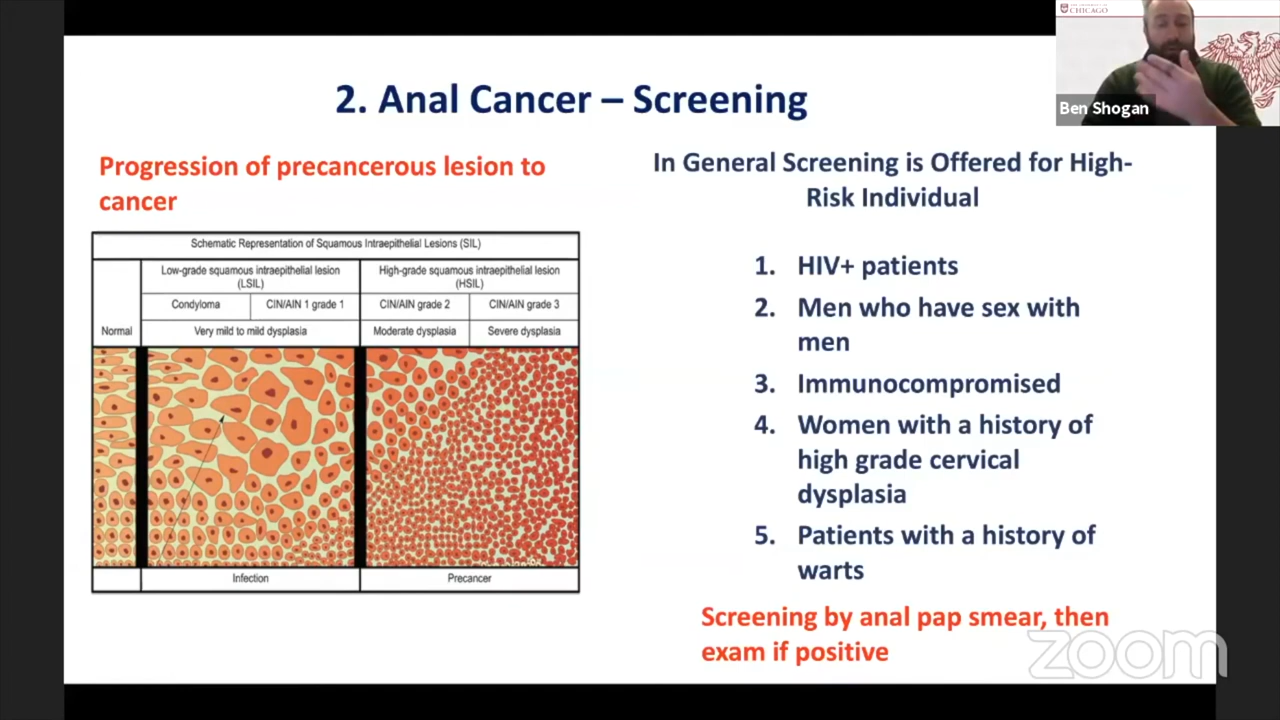 CHICAGO
Ben Shogan
2. Anal Cancer – Screening
Progression of precancerous lesion to
cancer
Schematic Representation of Squamous Intraepithelial Lesions (SIL)
Low-grade squamous intraepithelial lesion
(LSIL)
High-grade squamous intraepithelial lesion
(HSIL)
Condyloma
CIN/AIN 1 grade 1
CIN/AIN grade 2
CIN/AIN grade 3
Normal
Very mild to mild dysplasia
Moderate dysplasia
Severe dysplasia
Infection
Precancer
In General Screening is Offered for High-
Risk Individual
1. HIV+ patients
2. Men who have sex with
men
3. Immunocompromised
4. Women with a history of
high grade cervical
dysplasia
5. Patients with a history of
warts
Screening by anal pap smear, then
exam if positive
zoom